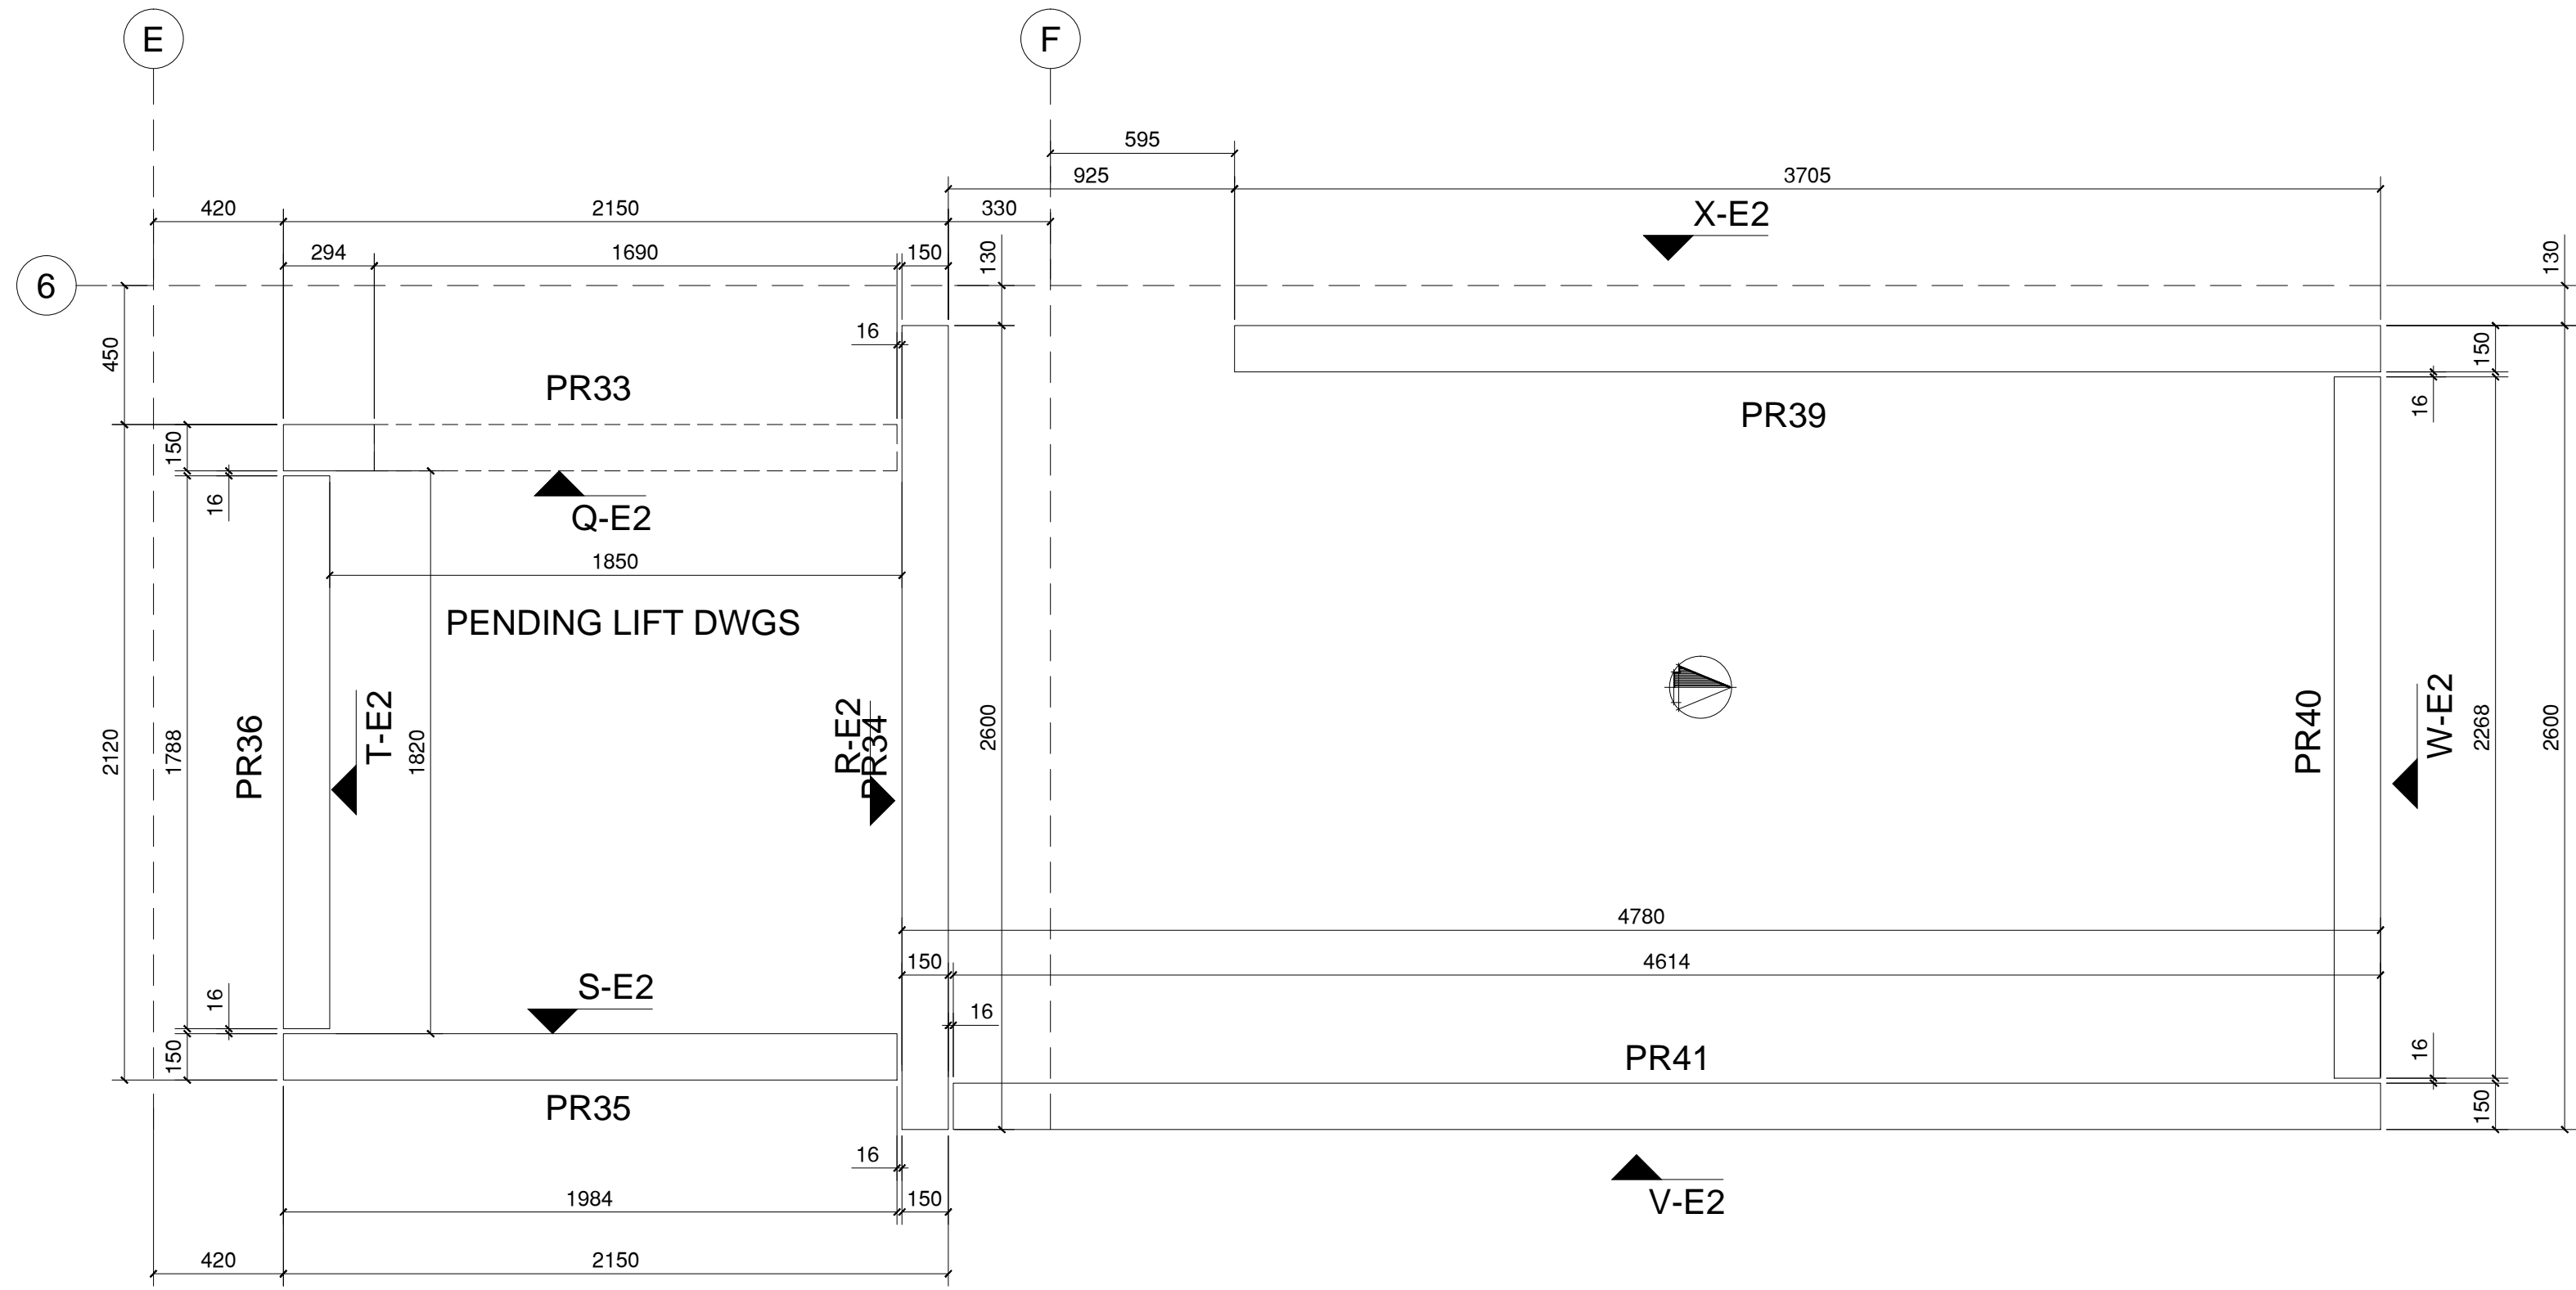 E
F
595
925
3705
420
2150
330
X-E2
294
1690
150
130
130
6
16
450
PR33
150
150
16
PR39
16
Q-E2
1850
PENDING LIFT DWGS
2120
1788
PR36
T-E2
1820
R-E2
PR34
2600
PR40
W-E2
2268
2600
4780
150
4614
S-E2
16
16
16
150
PR41
150
PR35
16
1984
150
V-E2
420
2150